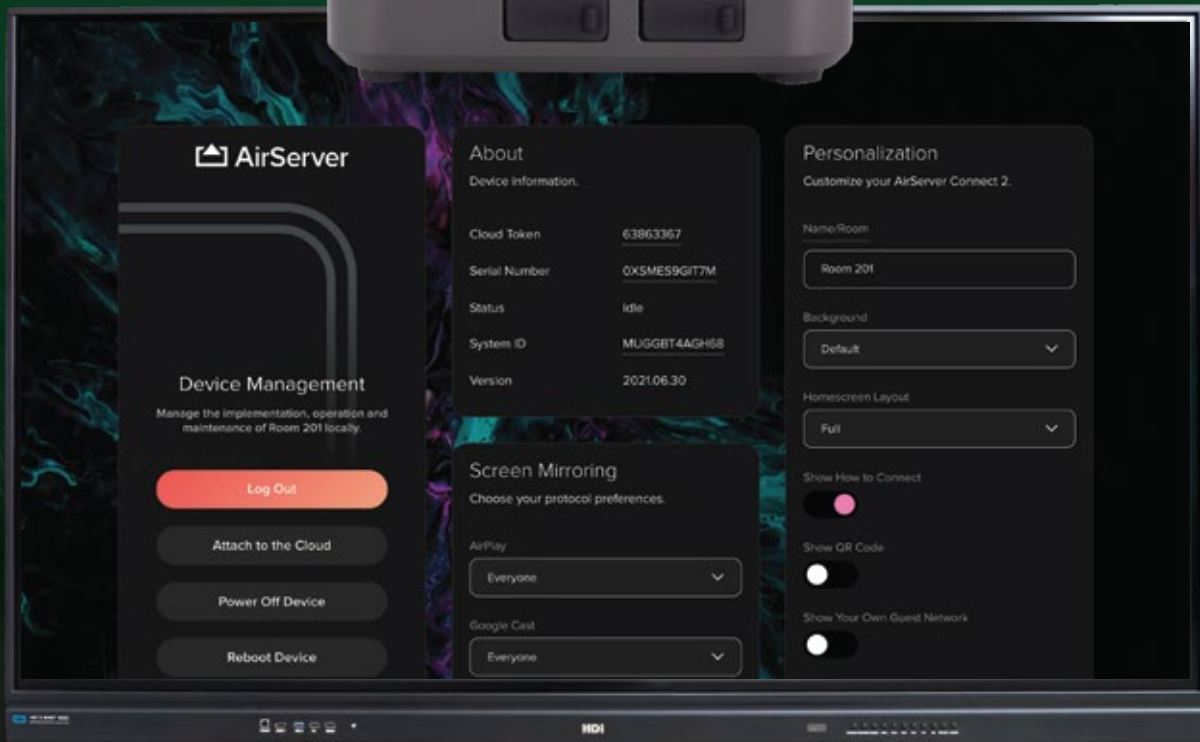 AirServer
Device Management
Manage the implementation, operation and
maintenance of Room 201 locally.
Log Out
Attach to the Cloud
Power Off Device
Reboot Device
About
Device information.
Cloud Token 63863367
Serial Number 0XSMES9GIT7M
Status Idle
System ID MUGGBT4AGH68
Version 2021.06.30
Screen Mirroring
Choose your protocol preferences.
AirPlay
Everyone
Google Cast
Everyone
Personalization
Customize your AirServer Connect 2.
Name/Room
Room 201
Background
Default
Homescreen Layout
Full
Show How to Connect
Show QR Code
Show Your Own Guest Network
HDI